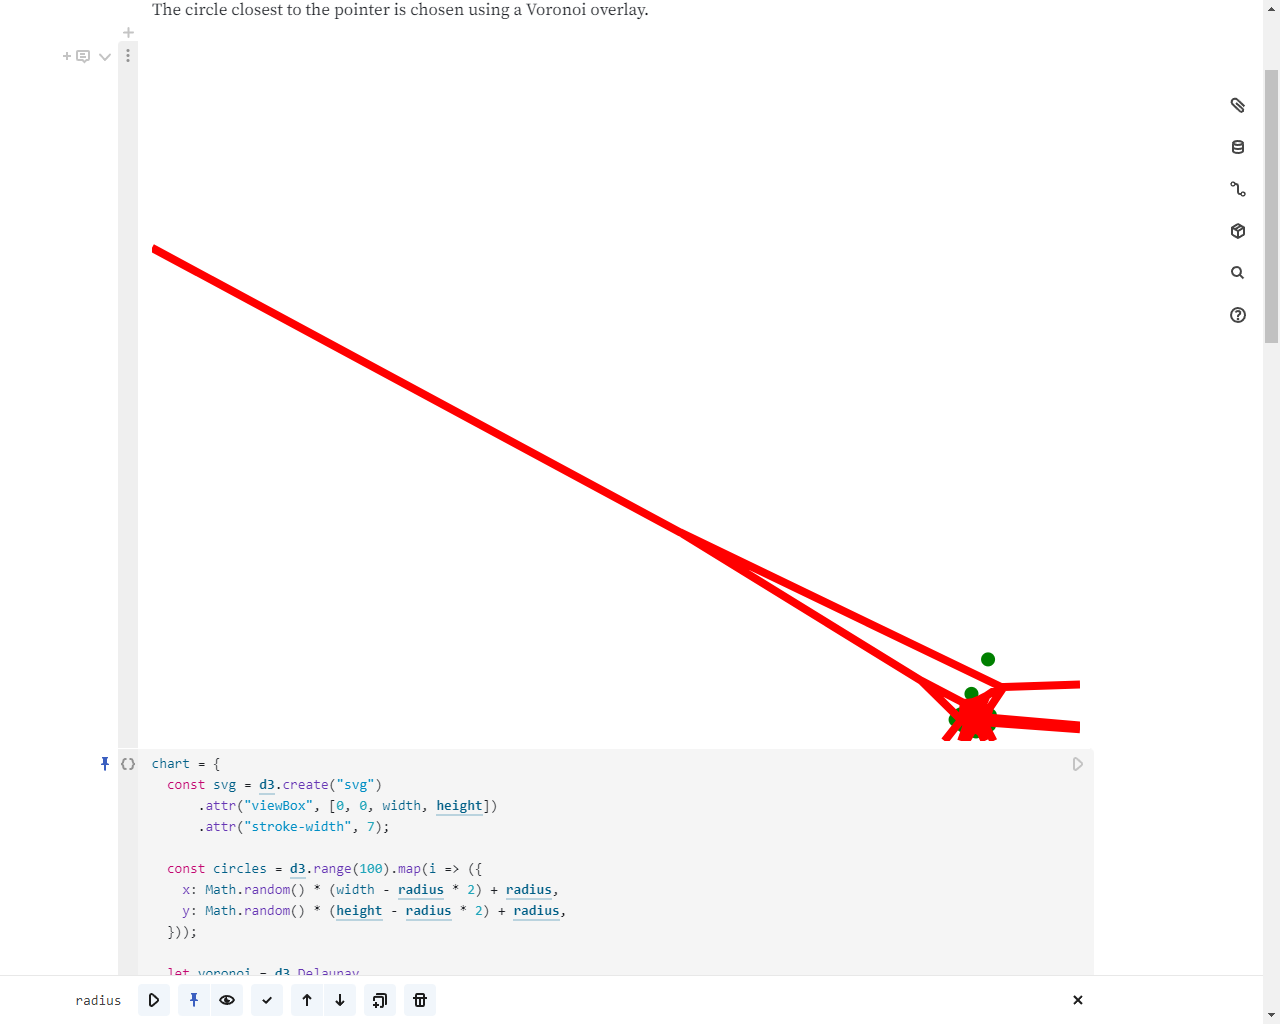 The circle closest to the pointer is chosen using a Voronoi overlay.
chart = {
  const svg = d3.create("svg")
      .attr("viewBox", [0, 0, width, height])
      .attr("stroke-width", 7);
  const circles = d3.range(100).map(i => ({
    x: Math.random() * (width - radius * 2) + radius,
    y: Math.random() * (height - radius * 2) + radius,
  }));
  let voronoi = d3.Delaunay
radius